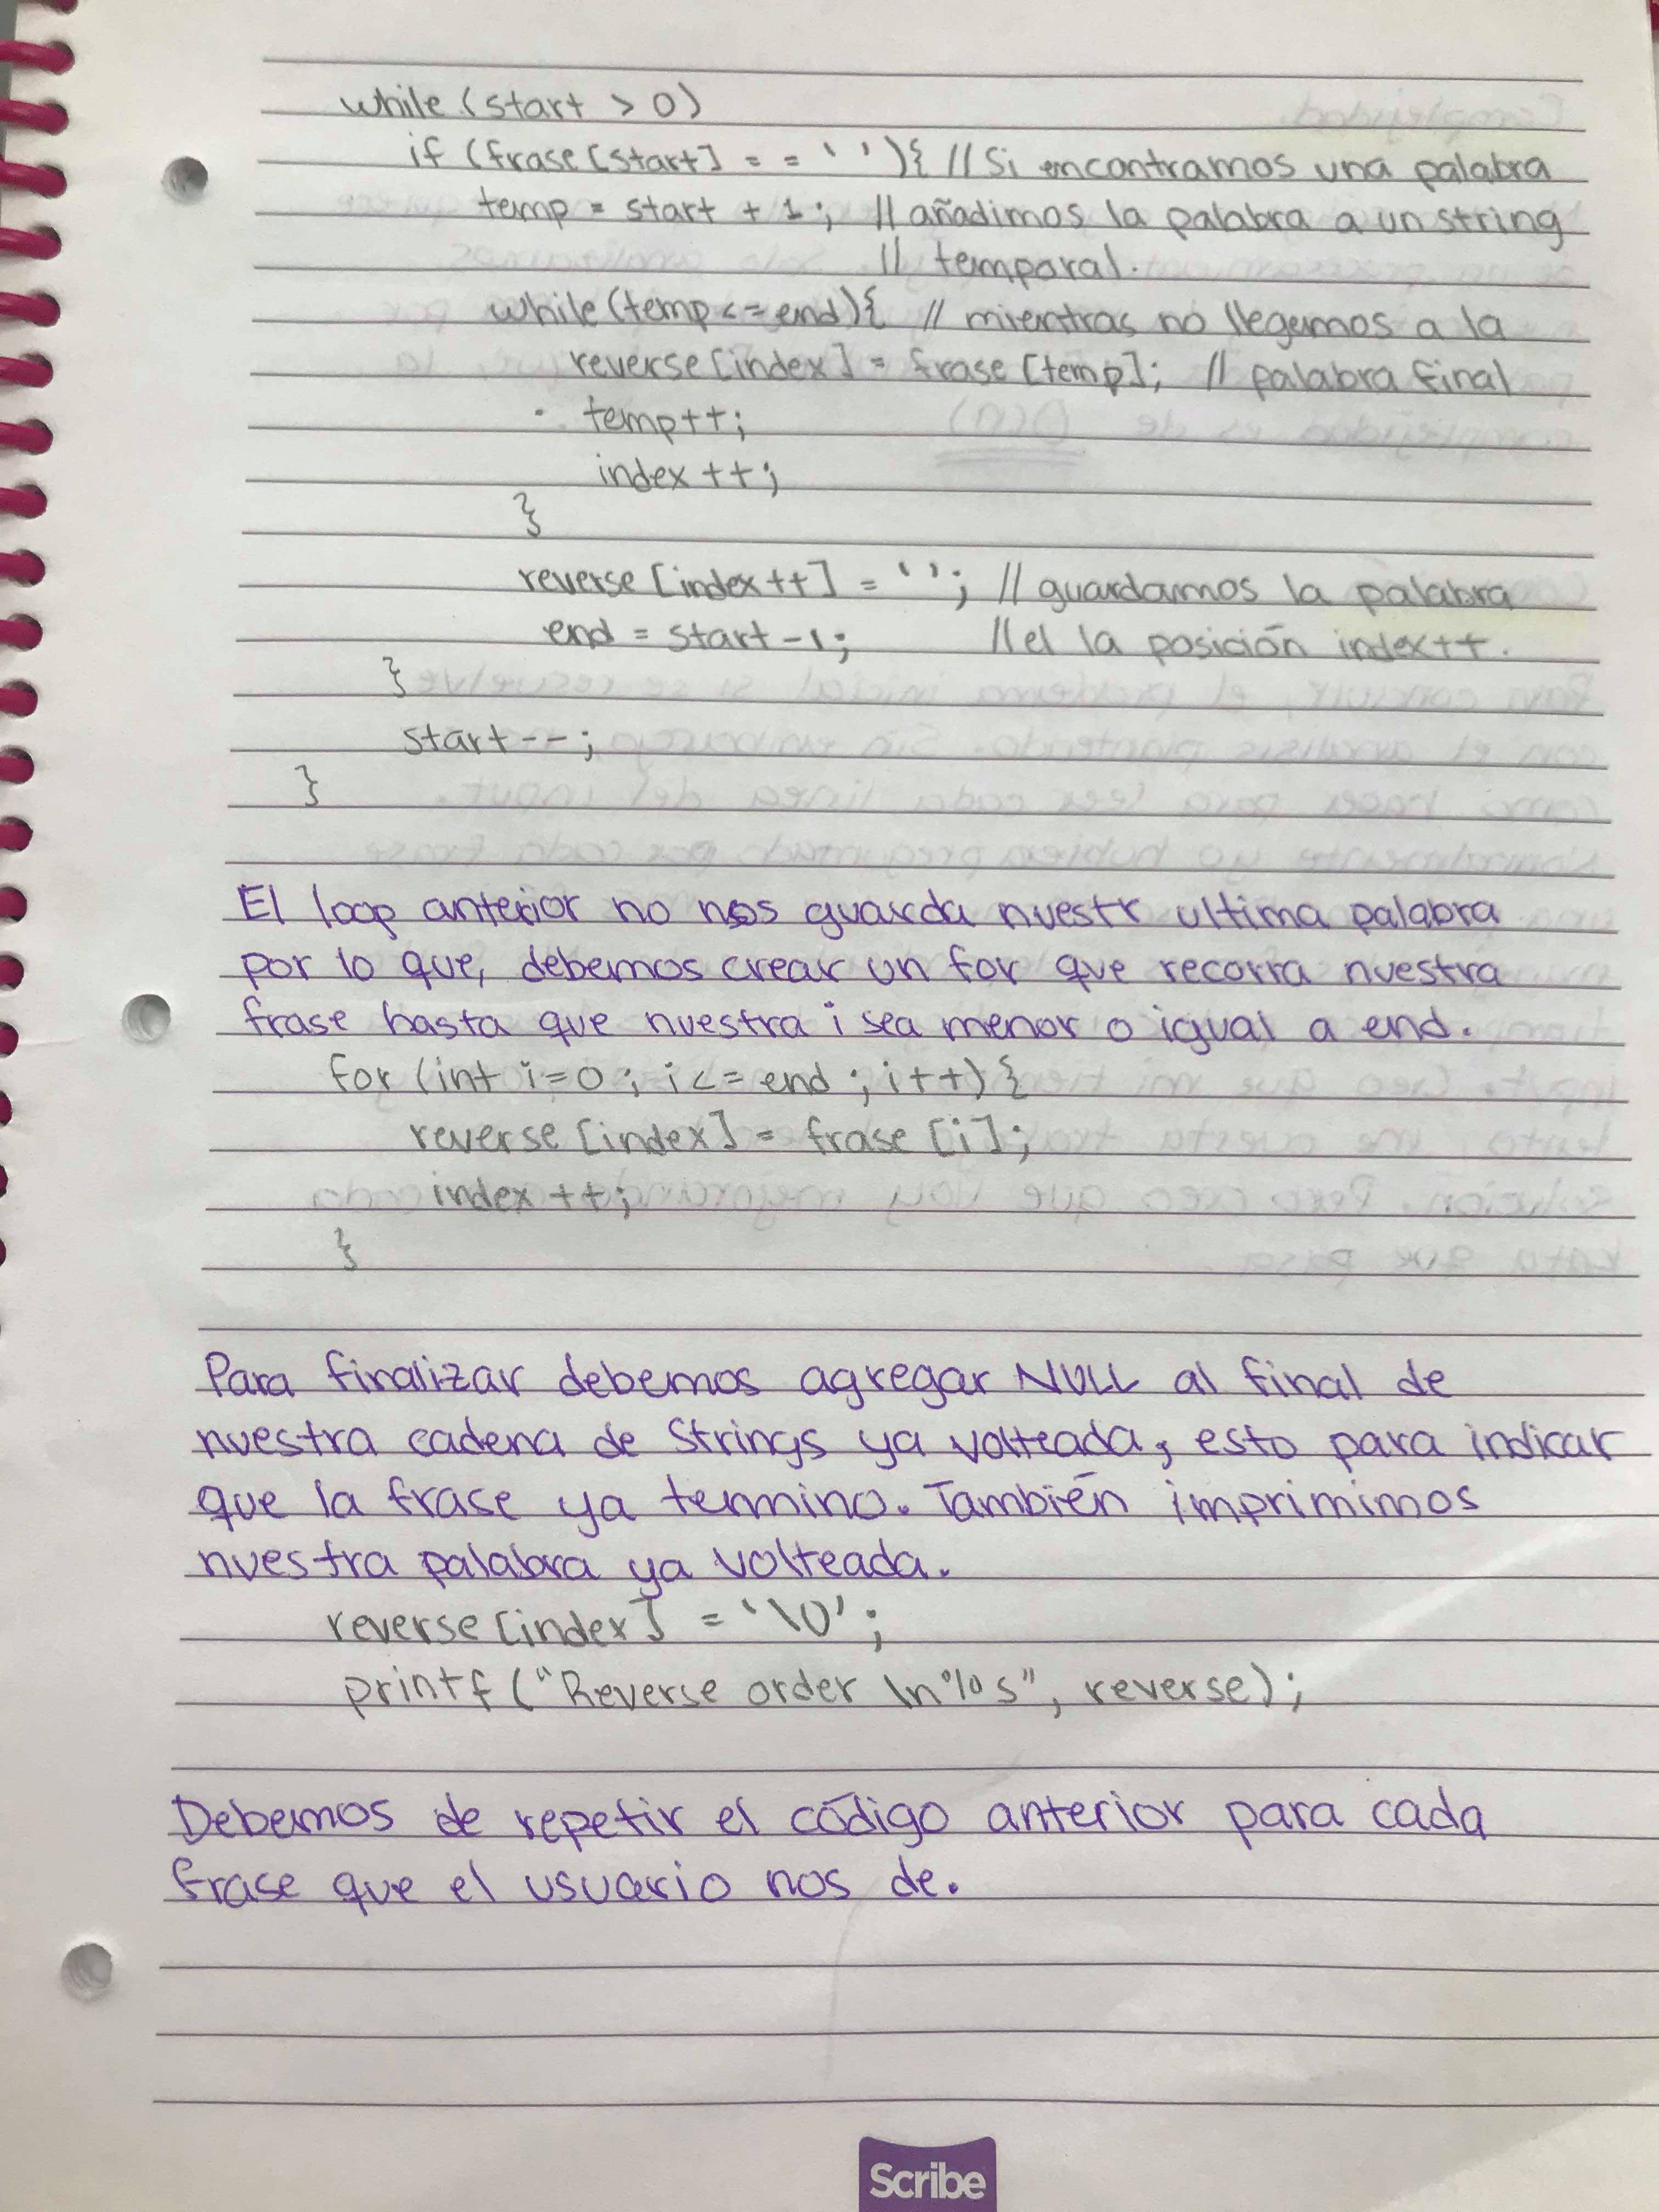 while (start > 0)
if (frase[start] == ' '){ // Si encontramos una palabra
temp = start + 1; // añadimos la palabra a un string
// temporal.
while (temp <= end){ // mientras no lleguemos a la
reverse[index] = frase[temp]; // palabra final
temp++;
index ++;
}
reverse[index++] = ' '; // guardamos la palabra
end = start -1; // el la posición index++.
}
start--;
}
El loop anterior no nos guarda nuestr ultima palabra
por lo que, debemos crear un for que recorra nuestra
frase hasta que nuestra i sea menor o igual a end.
for (int i=0; i<=end; i++){
reverse[index] = frase[i];
index ++;
}
Para finalizar debemos agregar NULL al final de
nuestra cadena de Strings ya volteada, esto para indicar
que la frase ya termino. También imprimimos
nuestra palabra ya volteada.
reverse[index] = '\0';
printf("Reverse order \n%s", reverse);
Debemos de repetir el código anterior para cada
frase que el usuario nos de.
Scribe